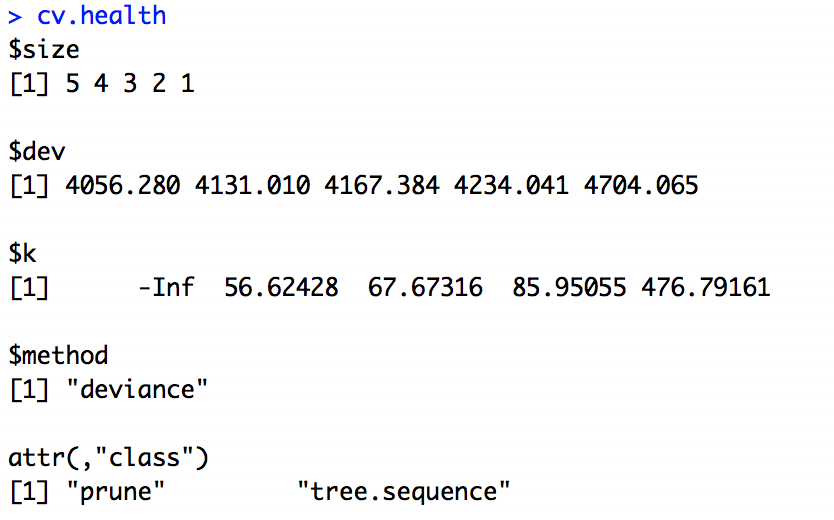 > cv.health
$size
[1] 5 4 3 2 1
$dev
[1] 4056.280 4131.010 4167.384 4234.041 4704.065
$k
[1]      -Inf  56.62428  67.67316  85.95055 476.79161
$method
[1] "deviance"
attr(,"class")
[1] "prune"         "tree.sequence"